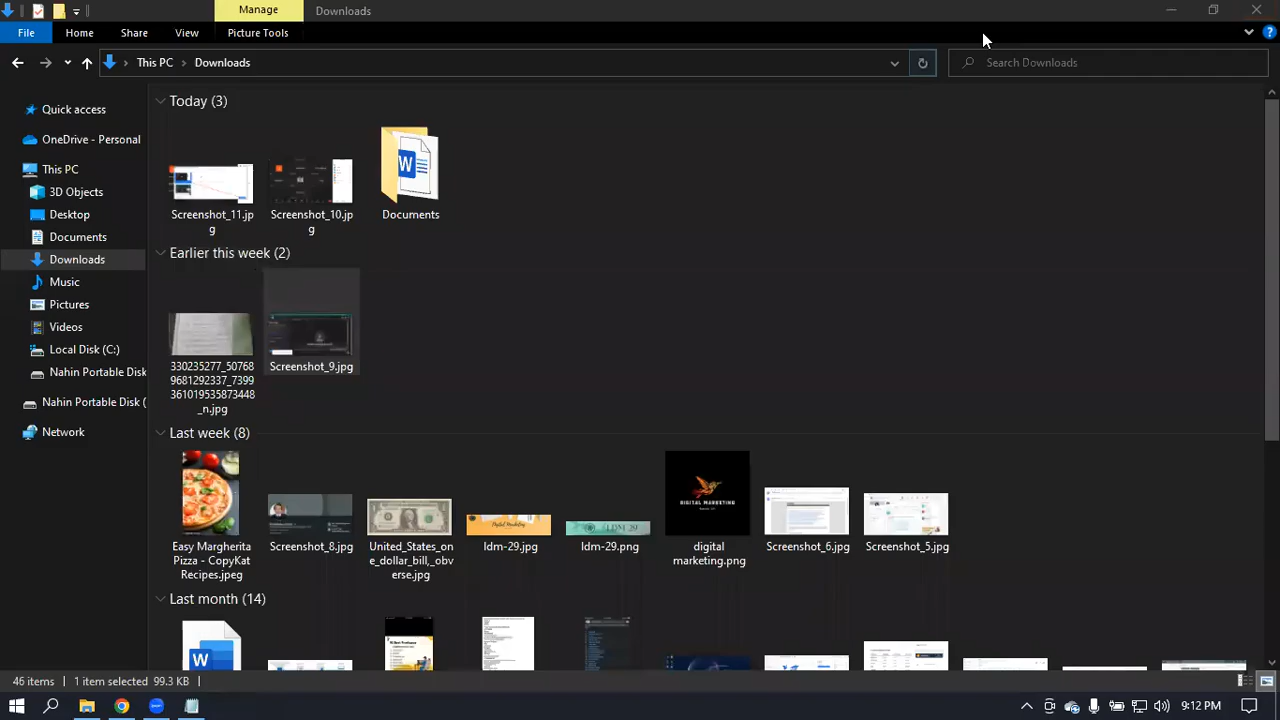 Manage
Downloads
File
Home
Share
View
Picture Tools
This PC
Downloads
Search Downloads
Quick access
OneDrive - Personal
This PC
3D Objects
Desktop
Documents
Downloads
Music
Pictures
Videos
Local Disk (C:)
Nahin Portable Disk
Nahin Portable Disk (
Network
Today (3)
Screenshot_11.jp
g
Screenshot_10.jp
g
Documents
Earlier this week (2)
330235277_50768
9681292337_7399
361019535873448
_n.jpg
Screenshot_9.jpg
Last week (8)
DIGITAL MARKETING
Easy Margherita
Pizza - CopyKat
Recipes.jpeg
Screenshot_8.jpg
United_States_on
e_dollar_bill,_obv
erse.jpg
ldm-29.jpg
ldm-29.png
digital
marketing.png
Screenshot_6.jpg
Screenshot_5.jpg
Last month (14)
46 items
1 item selected
9:12 PM